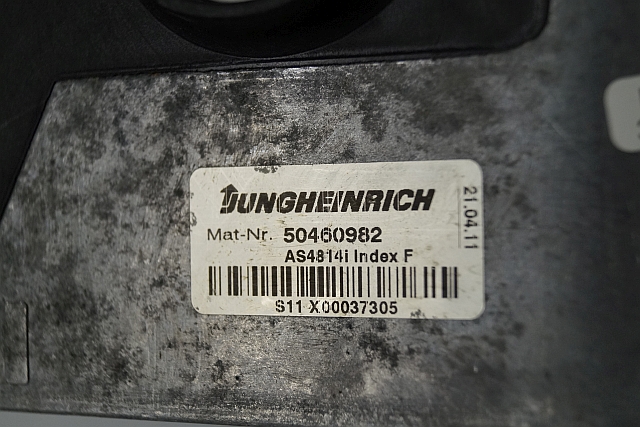 JUNGHEINRICH
Mat-Nr. 50460982
AS4814i Index F
S11 X00037305
21.04.11